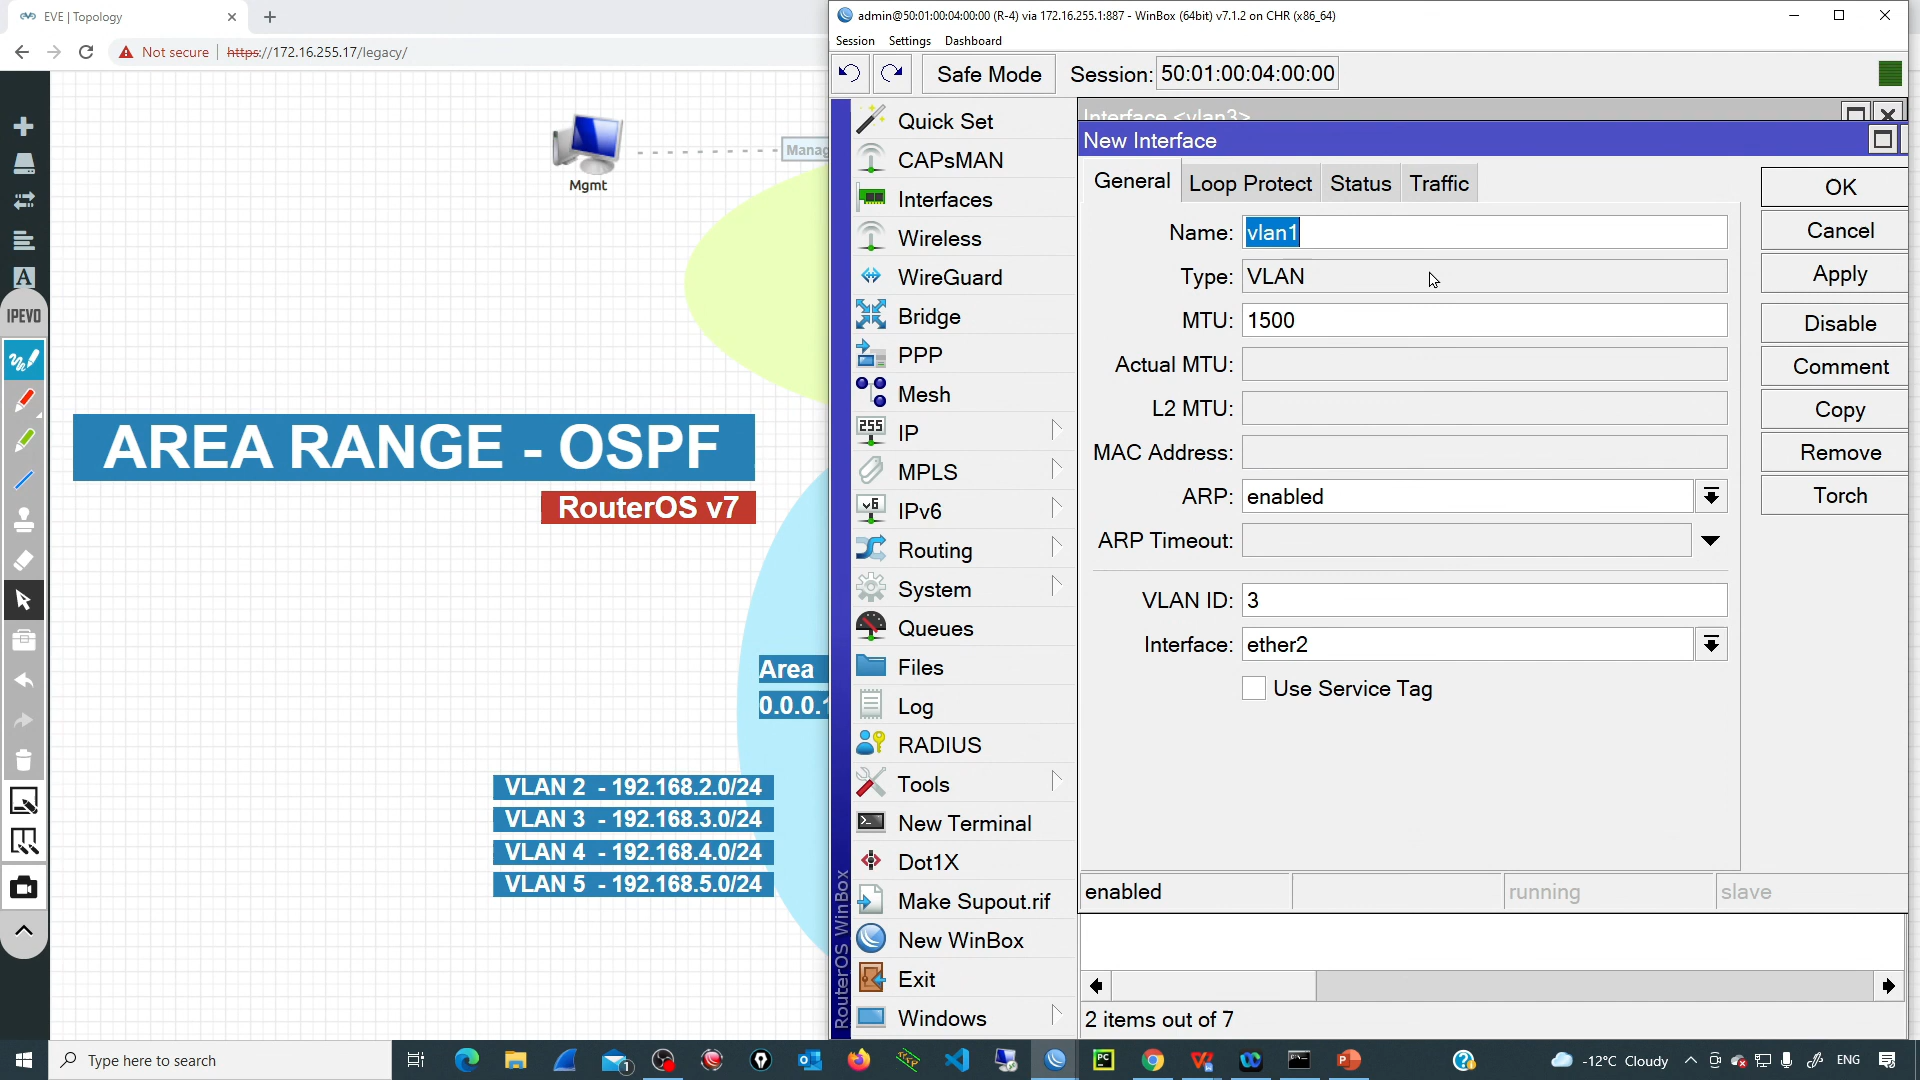 EVE | Topology
Not secure
https://172.16.255.17/legacy/
IPEVO
Mgmt
Manag
AREA RANGE - OSPF
RouterOS v7
Area
0.0.0.1
VLAN 2 - 192.168.2.0/24
VLAN 3 - 192.168.3.0/24
VLAN 4 - 192.168.4.0/24
VLAN 5 - 192.168.5.0/24
admin@50:01:00:04:00:00 (R-4) via 172.16.255.1:887 - WinBox (64bit) v7.1.2 on CHR (x86_64)
Session Settings Dashboard
Safe Mode Session: 50:01:00:04:00:00
Quick Set
CAPsMAN
Interfaces
Wireless
WireGuard
Bridge
PPP
Mesh
IP
MPLS
IPv6
Routing
System
Queues
Files
Log
RADIUS
Tools
New Terminal
Dot1X
Make Supout.rif
New WinBox
Exit
Windows
RouterOS WinBox
Interface <vlan3>
New Interface
General Loop Protect Status Traffic
Name: vlan1
Type: VLAN
MTU: 1500
Actual MTU:
L2 MTU:
MAC Address:
ARP: enabled
ARP Timeout:
VLAN ID: 3
Interface: ether2
Use Service Tag
OK
Cancel
Apply
Disable
Comment
Copy
Remove
Torch
enabled running slave
2 items out of 7
Type here to search
-12°C Cloudy
ENG